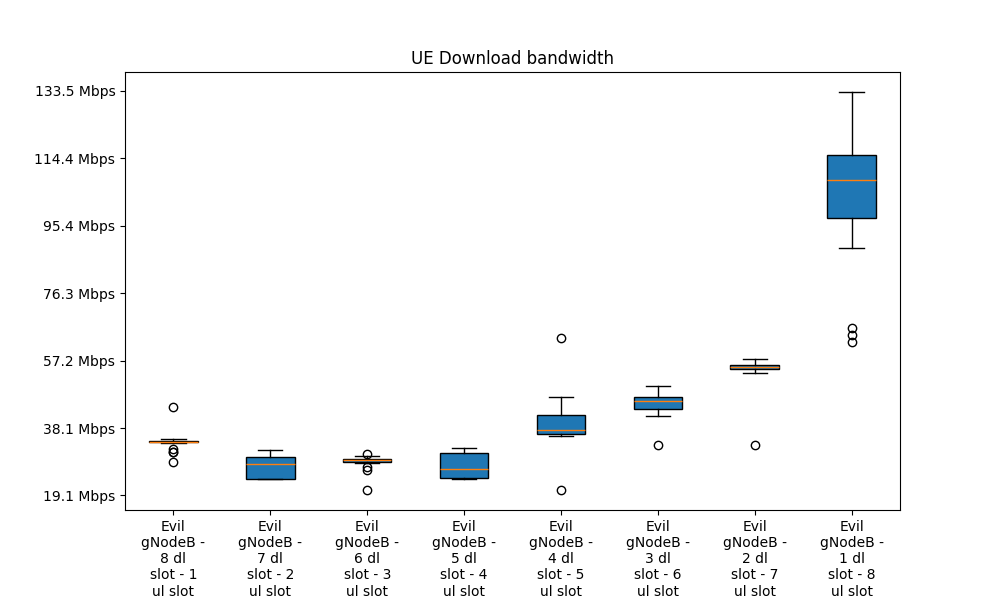 UE Download bandwidth
133.5 Mbps
114.4 Mbps
95.4 Mbps
76.3 Mbps
57.2 Mbps
38.1 Mbps
19.1 Mbps
Evil
gNodeB -
8 dl
slot - 1
ul slot
Evil
gNodeB -
7 dl
slot - 2
ul slot
Evil
gNodeB -
6 dl
slot - 3
ul slot
Evil
gNodeB -
5 dl
slot - 4
ul slot
Evil
gNodeB -
4 dl
slot - 5
ul slot
Evil
gNodeB -
3 dl
slot - 6
ul slot
Evil
gNodeB -
2 dl
slot - 7
ul slot
Evil
gNodeB -
1 dl
slot - 8
ul slot